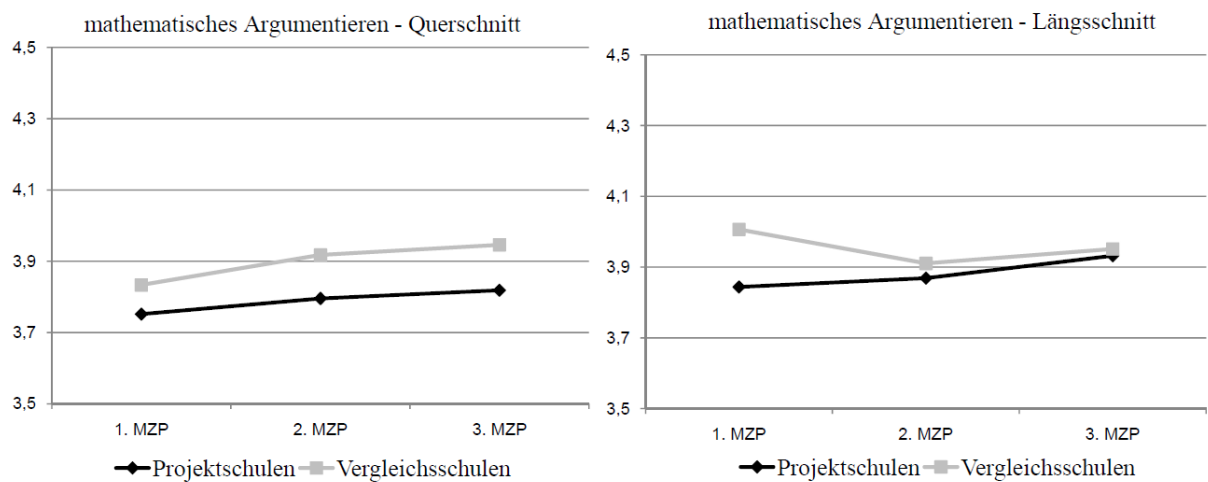 mathematisches Argumentieren - Querschnitt
4,5
4,3
4,1
3,9
3,7
3,5
1. MZP 2. MZP 3. MZP
Projektschulen Vergleichsschulen
mathematisches Argumentieren - Längsschnitt
4,5
4,3
4,1
3,9
3,7
3,5
1. MZP 2. MZP 3. MZP
Projektschulen Vergleichsschulen